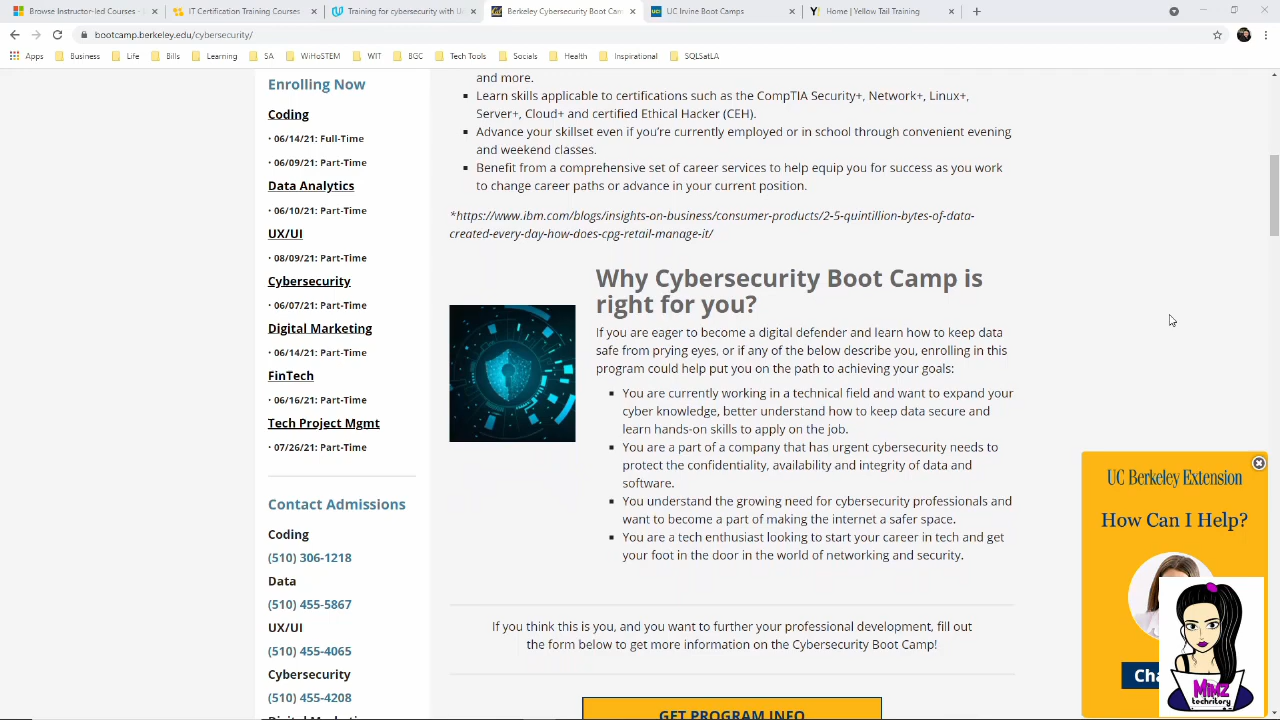 Browse Instructor-led Courses -
IT Certification Training Courses
Training for cybersecurity with U
Berkeley Cybersecurity Boot Cam
UC Irvine Boot Camps
Home | Yellow Tail Training
bootcamp.berkeley.edu/cybersecurity/
Apps
Business
Life
Bills
Learning
SA
WiHoSTEM
WIT
BGC
Tech Tools
Socials
Health
Inspirational
SQLSatLA
Enrolling Now
Coding
• 06/14/21: Full-Time
• 06/09/21: Part-Time
Data Analytics
• 06/10/21: Part-Time
UX/UI
• 08/09/21: Part-Time
Cybersecurity
• 06/07/21: Part-Time
Digital Marketing
• 06/14/21: Part-Time
FinTech
• 06/16/21: Part-Time
Tech Project Mgmt
• 07/26/21: Part-Time
Contact Admissions
Coding
(510) 306-1218
Data
(510) 455-5867
UX/UI
(510) 455-4065
Cybersecurity
(510) 455-4208
and more.
Learn skills applicable to certifications such as the CompTIA Security+, Network+, Linux+,
Server+, Cloud+ and certified Ethical Hacker (CEH).
Advance your skillset even if you're currently employed or in school through convenient evening
and weekend classes.
Benefit from a comprehensive set of career services to help equip you for success as you work
to change career paths or advance in your current position.
*https://www.ibm.com/blogs/insights-on-business/consumer-products/2-5-quintillion-bytes-of-data-
created-every-day-how-does-cpg-retail-manage-it/
Why Cybersecurity Boot Camp is
right for you?
If you are eager to become a digital defender and learn how to keep data
safe from prying eyes, or if any of the below describe you, enrolling in this
program could help put you on the path to achieving your goals:
You are currently working in a technical field and want to expand your
cyber knowledge, better understand how to keep data secure and
learn hands-on skills to apply on the job.
You are a part of a company that has urgent cybersecurity needs to
protect the confidentiality, availability and integrity of data and
software.
You understand the growing need for cybersecurity professionals and
want to become a part of making the internet a safer space.
You are a tech enthusiast looking to start your career in tech and get
your foot in the door in the world of networking and security.
If you think this is you, and you want to further your professional development, fill out
the form below to get more information on the Cybersecurity Boot Camp!
GET PROGRAM INFO
UC Berkeley Extension
How Can I Help?
Cha
MiMZ
techritory